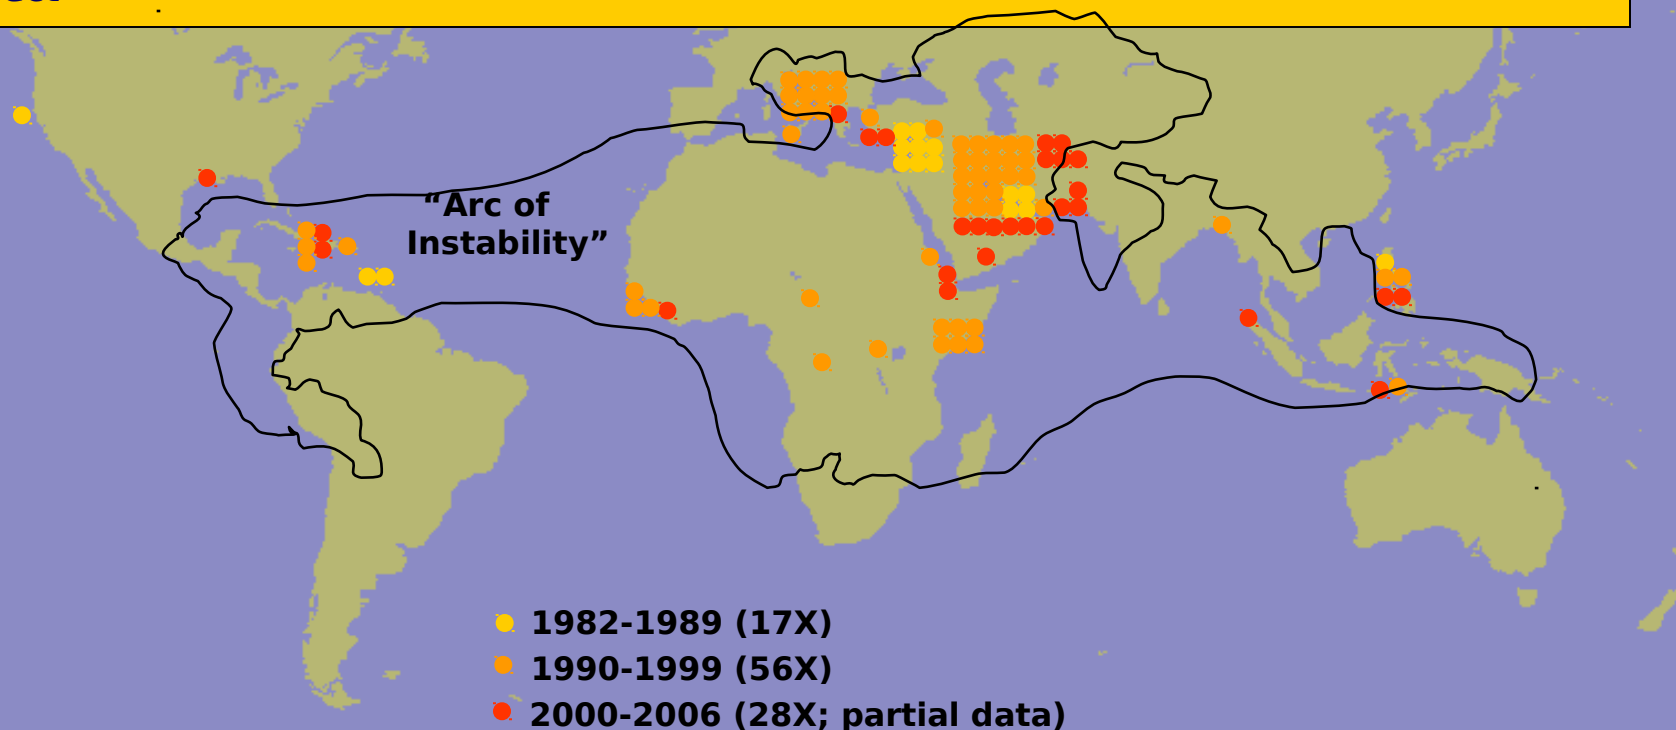 “Arc of
Instability”
1982-1989 (17X)
1990-1999 (56X)
2000-2006 (28X; partial data)